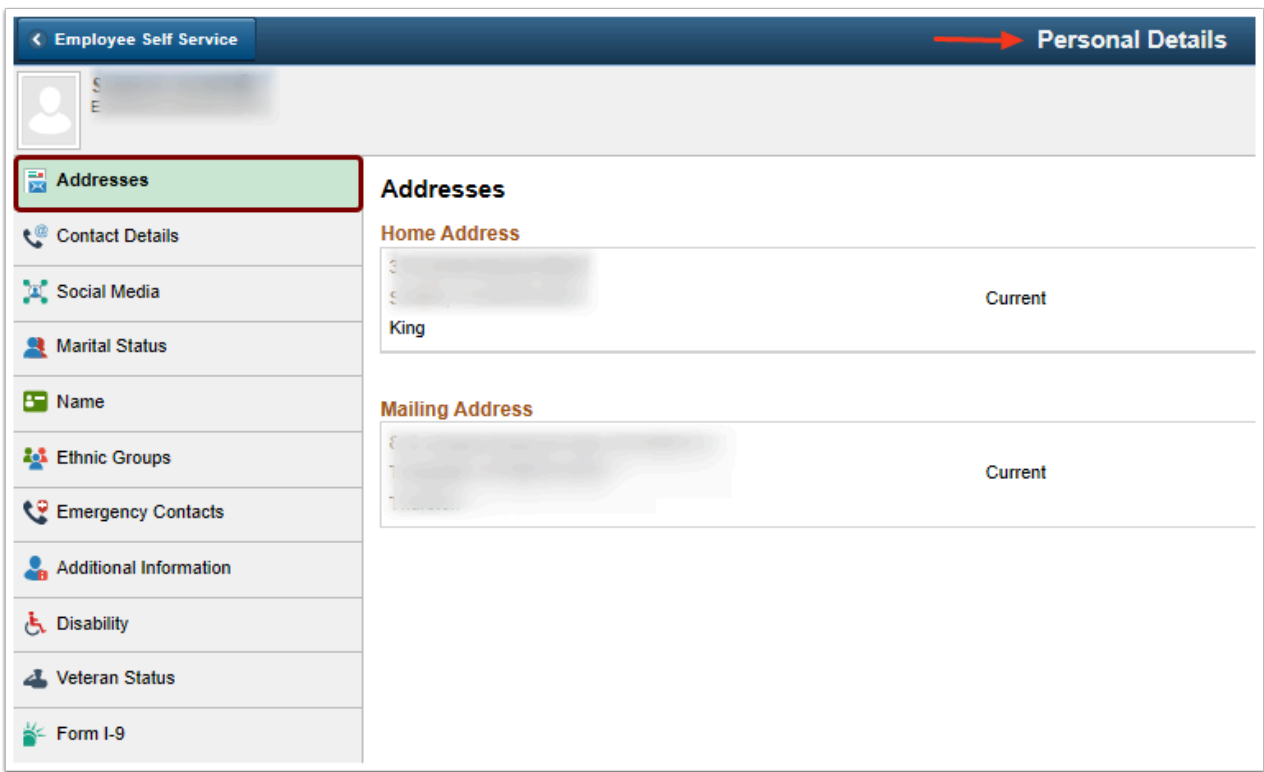 Employee Self Service
Personal Details
Addresses
Contact Details
Social Media
Marital Status
Name
Ethnic Groups
Emergency Contacts
Additional Information
Disability
Veteran Status
Form I-9
Addresses
Home Address
King
Current
Mailing Address
Current